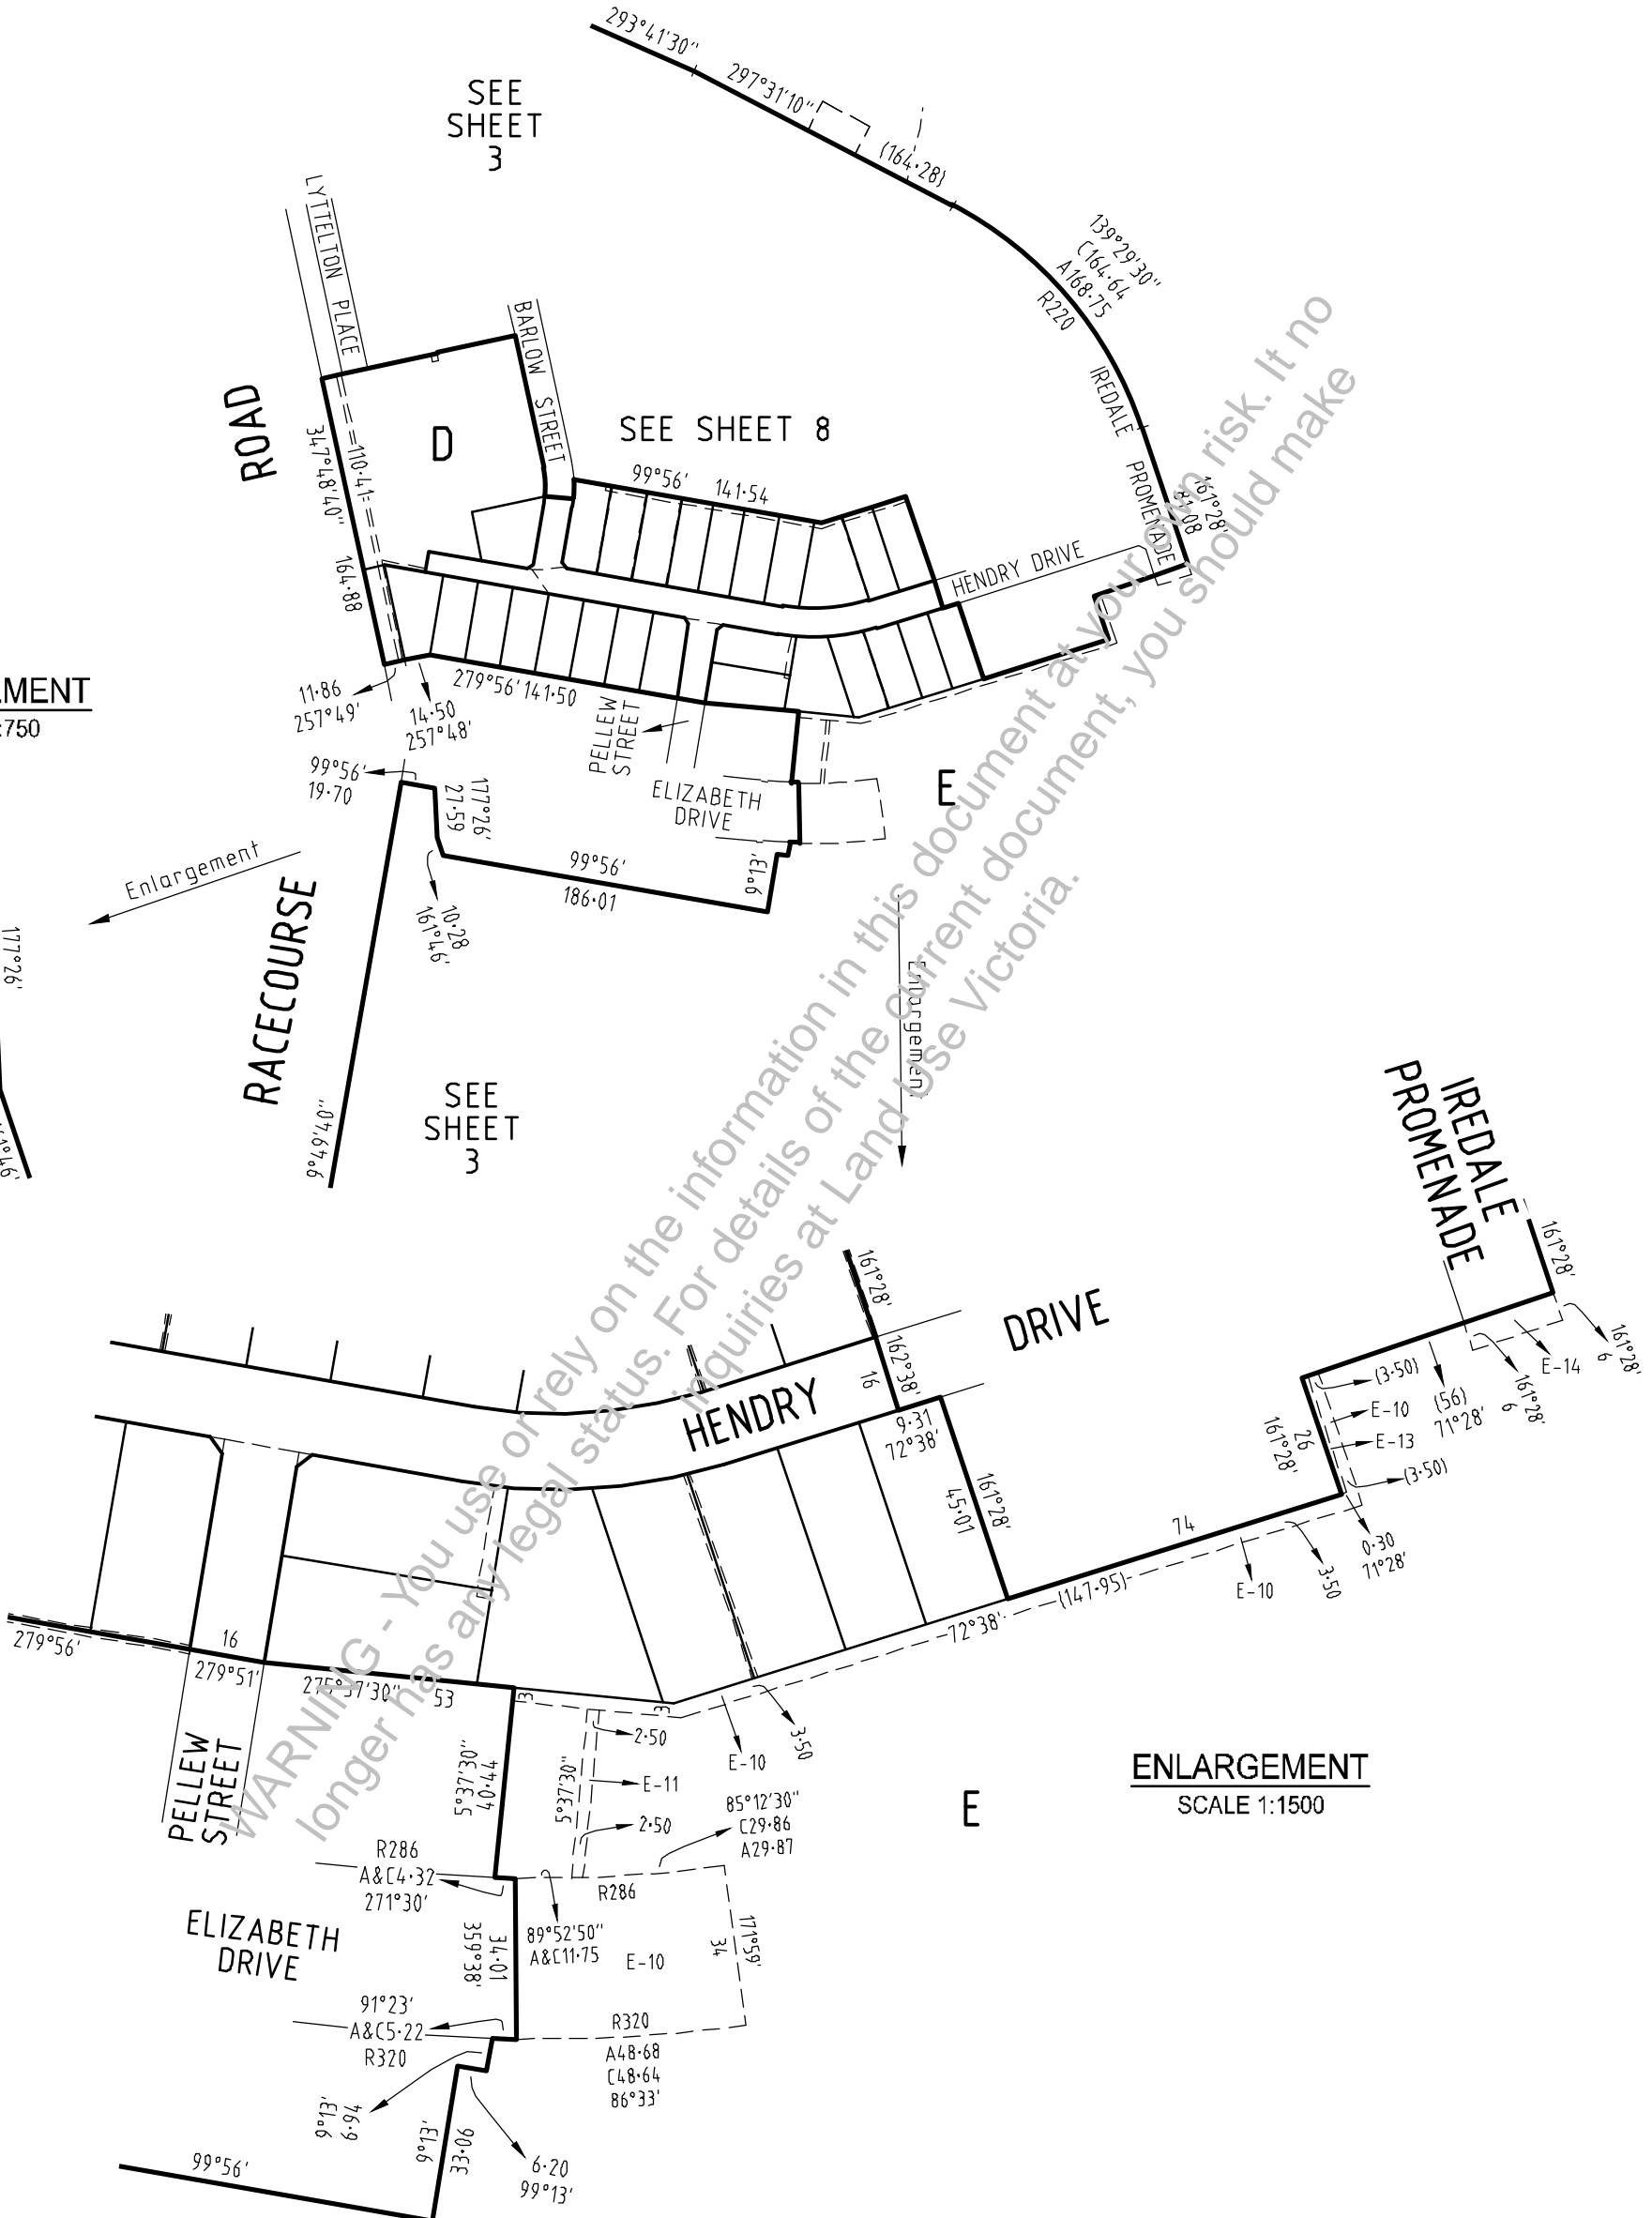 293°41'30"
297°31'10"
(164·28)
SEE
SHEET
3
139°29'30"
C164·64
A168·75
R220
LYTTELTON PLACE
BARLOW STREET
ROAD
D
SEE SHEET 8
347°48'40"
164·88
110·41
99°56' 141·54
IREDALE PROMENADE
161°28'
81·08
HENDRY DRIVE
11·86
257°49'
14·50
257°48'
279°56' 141·50
PELLEW
STREET
ELIZABETH
DRIVE
E
LMENT
:750
99°56'
19·70
177°26'
27·59
10·28
161°46'
99°56'
186·01
9°13'
Enlargement
Enlargement
177°26'
RACECOURSE
9°49'40"
SEE
SHEET
3
IREDALE
PROMENADE
161°28'
161°28'
162°38'
16
DRIVE
HENDRY
9·31
72°38'
161°28'
45·01
(3·50)
E-10
E-13
(3·50)
(56)
71°28'
161°28'
6
E-14
161°28'
6
26
161°28'
74
0·30
71°28'
3·50
E-10
(147·95)
72°38'
279°56'
16
279°51'
275°37'30"
53
3
3
PELLEW
STREET
5°37'30"
40·44
5°37'30"
2·50
E-11
2·50
E-10
3·50
85°12'30"
C29·86
A29·87
E
ENLARGEMENT
SCALE 1:1500
R286
A&C4·32
271°30'
R286
ELIZABETH
DRIVE
34·01
359°38'
89°52'50"
A&C11·75
E-10
171°59'
34
91°23'
A&C5·22
R320
R320
A48·68
C48·64
86°33'
9°13'
6·94
9°13'
33·06
6·20
99°13'
99°56'
WARNING - You use or rely on the information in this document at your own risk. It no
longer has any legal status. For details of the current document, you should make
inquiries at Land Use Victoria.